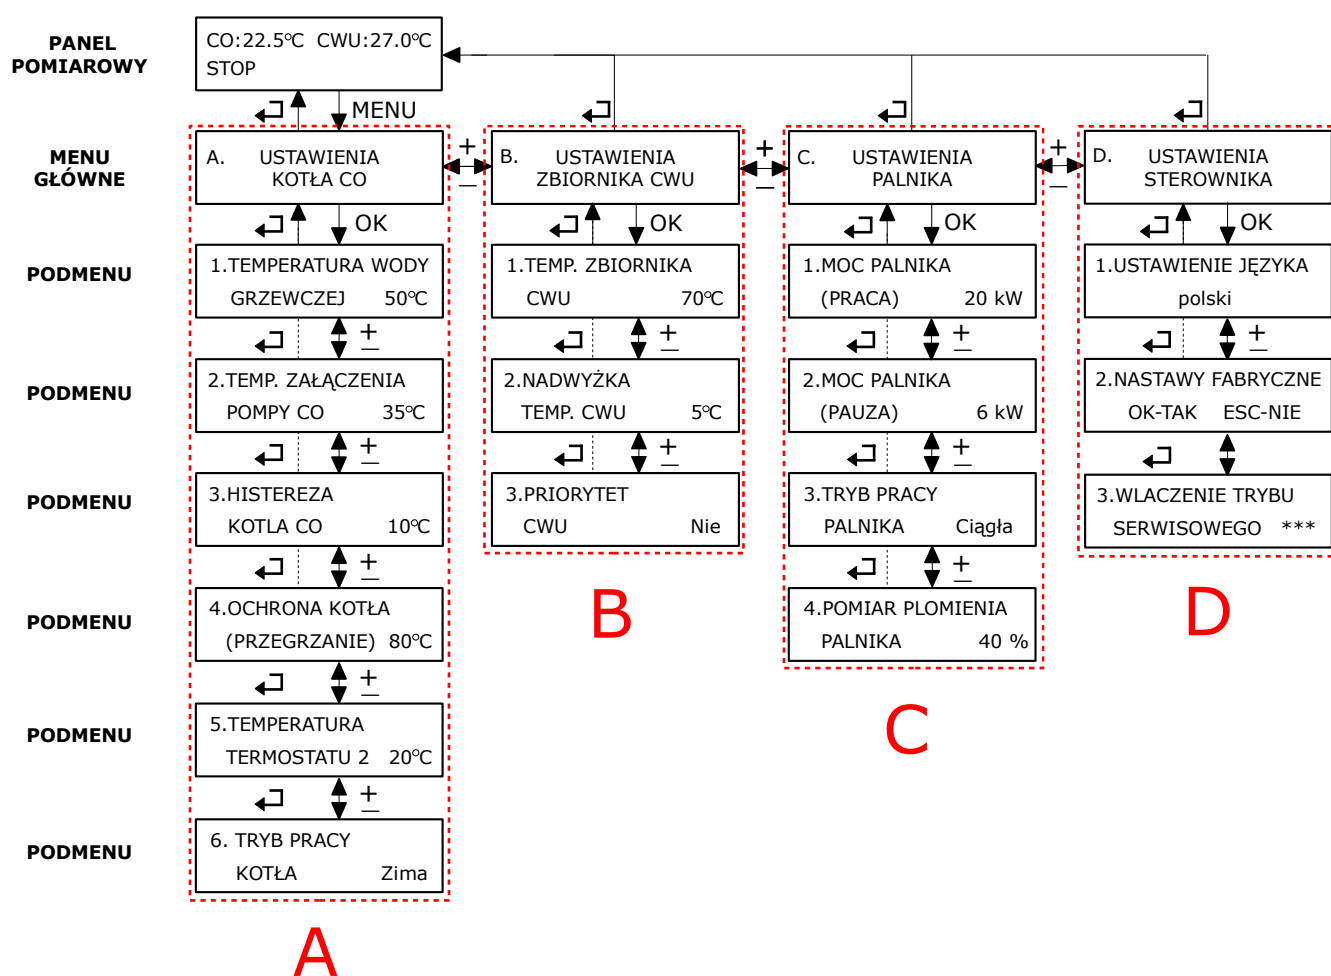 PANEL
POMIAROWY
CO:22.5°C CWU:27.0°C
STOP
MENU
MENU
GŁÓWNE
A. USTAWIENIA
KOTŁA CO
+
−
B. USTAWIENIA
ZBIORNIKA CWU
+
−
C. USTAWIENIA
PALNIKA
+
−
D. USTAWIENIA
STEROWNIKA
OK
OK
OK
OK
PODMENU
1.TEMPERATURA WODY
GRZEWCZEJ 50°C
1.TEMP. ZBIORNIKA
CWU 70°C
1.MOC PALNIKA
(PRACA) 20 kW
1.USTAWIENIE JĘZYKA
polski
+
−
+
−
+
−
+
−
PODMENU
2.TEMP. ZAŁĄCZENIA
POMPY CO 35°C
2.NADWYŻKA
TEMP. CWU 5°C
2.MOC PALNIKA
(PAUZA) 6 kW
2.NASTAWY FABRYCZNE
OK-TAK ESC-NIE
+
−
+
−
+
−
PODMENU
3.HISTEREZA
KOTLA CO 10°C
3.PRIORYTET
CWU Nie
3.TRYB PRACY
PALNIKA Ciągła
3.WLACZENIE TRYBU
SERWISOWEGO ***
+
−
+
−
PODMENU
4.OCHRONA KOTŁA
(PRZEGRZANIE) 80°C
4.POMIAR PLOMIENIA
PALNIKA 40 %
B
D
+
−
PODMENU
5.TEMPERATURA
TERMOSTATU 2 20°C
C
+
−
PODMENU
6. TRYB PRACY
KOTŁA Zima
A